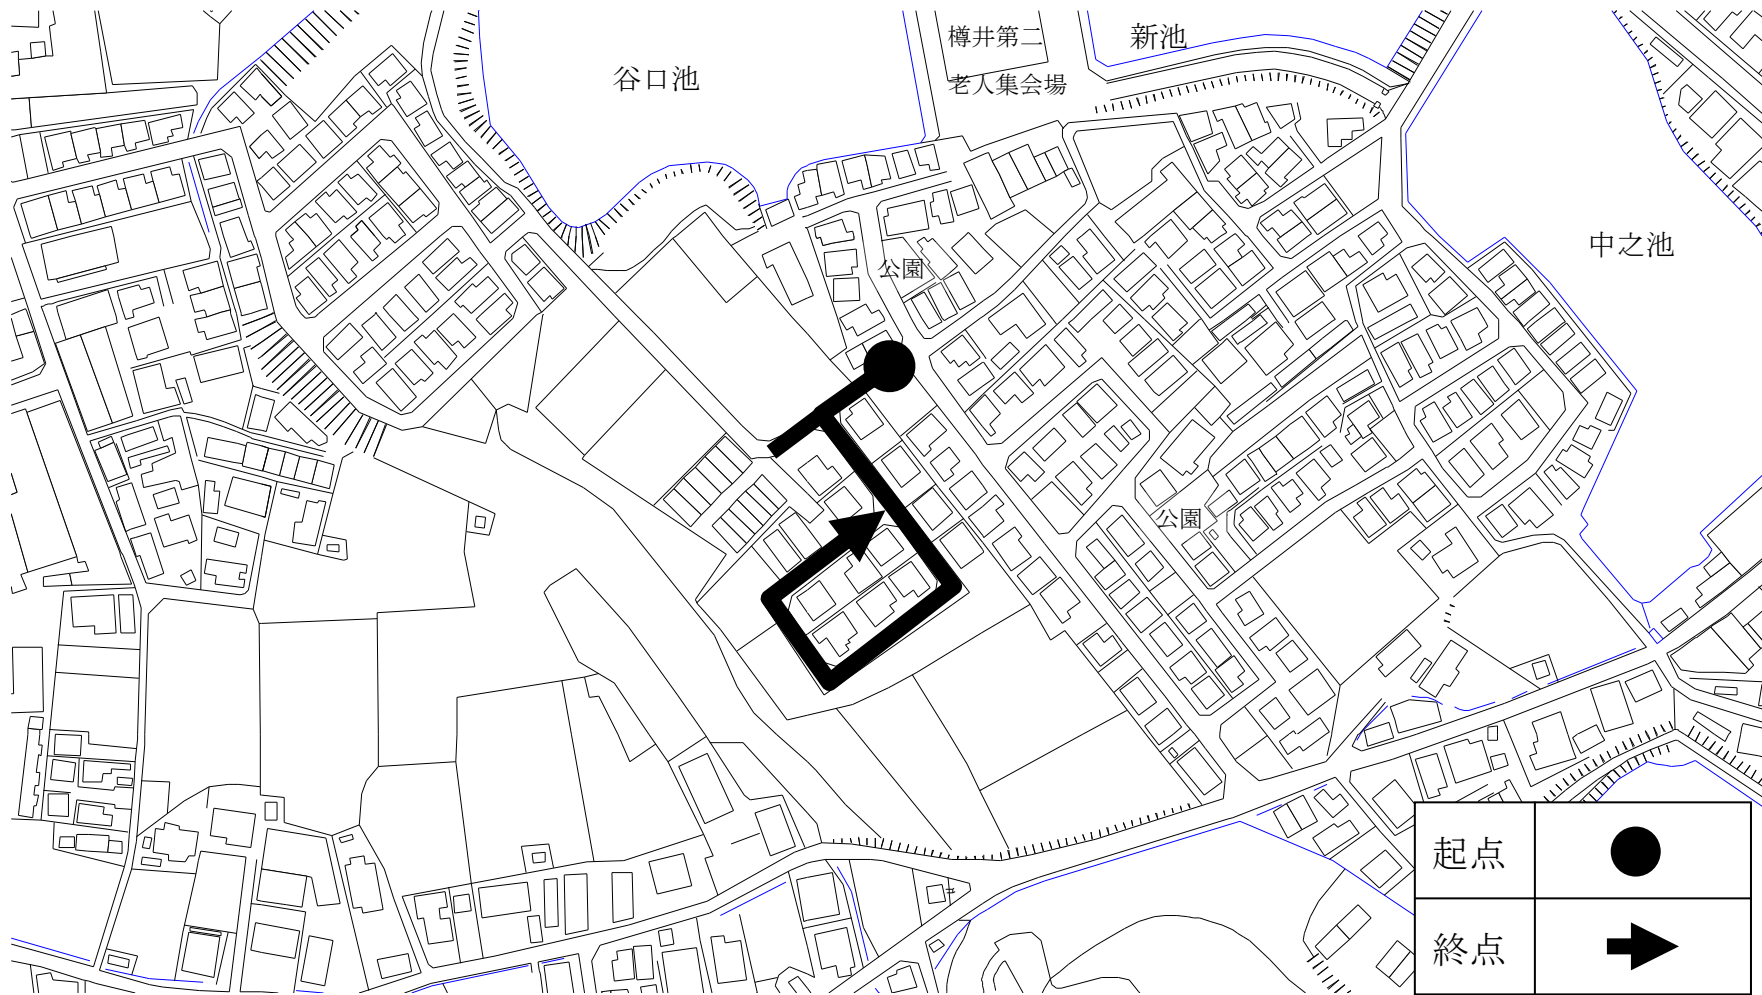 樽井第二
老人集会場
新池
谷口池
中之池
公園
公園
起点
終点